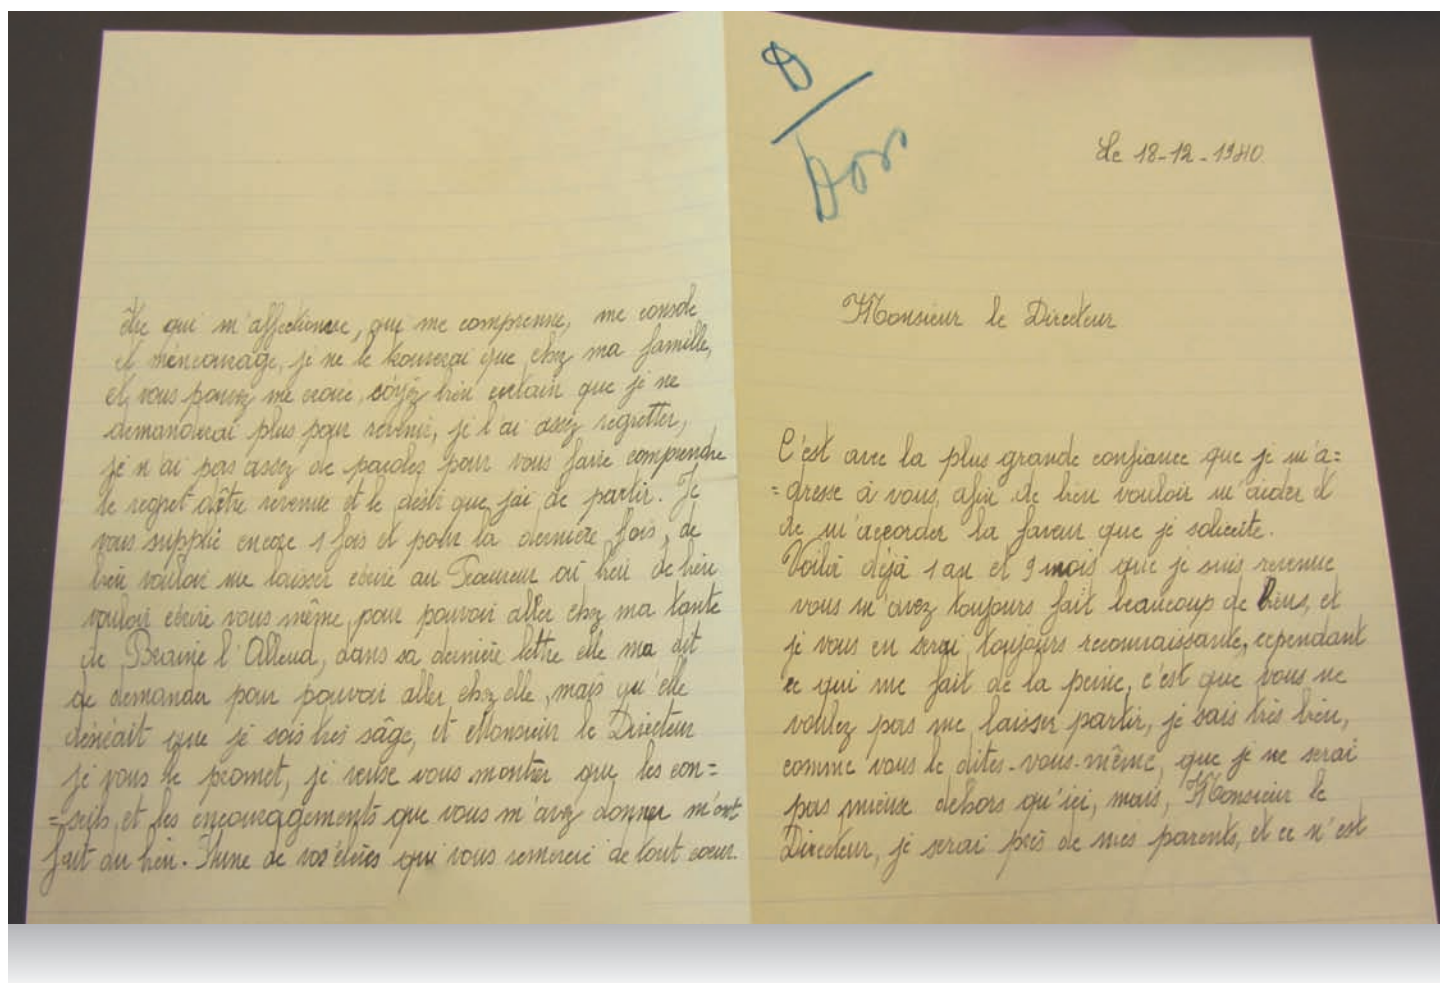 D
Le 18-12-1940.
Monsieur le Directeur
C'est avec la plus grande confiance que je m'a=
=dresse à vous, afin de bien vouloir m'aider et
de m'accorder la faveur que je solicite.
Voilà déjà 1 an et 9 mois que je suis revenue
vous m'avez toujours fait beaucoup de biens, et
je vous en serai toujours reconnaissante, cependant
ce qui me fait de la peine, c'est que vous ne
voulez pas me laisser partir, je sais très bien,
comme vous le dites-vous-même, que je ne serai
pas mieux dehors qu'ici, mais, Monsieur le
Directeur, je serai près de mes parents, et ce n'est
être qui m'affectionne, qui me comprenne, me console
et m'encourage, je ne le trouverai que chez ma famille,
et vous pouvez me croire, soyez bien certain que je ne
demanderai plus pour revenir, je l'ai assez regretter,
je n'ai pas assez de paroles pour vous faire comprendre
le regret d'être revenue et le désir que j'ai de partir. Je
vous supplie encore 1 fois et pour la dernière fois, de
bien vouloir me laisser écrire au Procureur ou bien de bien
vouloir écrire vous même, pour pouvoir aller chez ma tante
de Braine l'Alleud, dans sa dernière lettre elle ma dit
de demander pour pouvoir aller chez elle, mais qu'elle
désirait que je sois très sâge, et Monsieur le Directeur
je vous le promet, je veux vous montrer que les con=
=seils, et les encouragements que vous m'avez donner m'ont
fait du bien. L'une de vos élèves qui vous remercie de tout coeur.